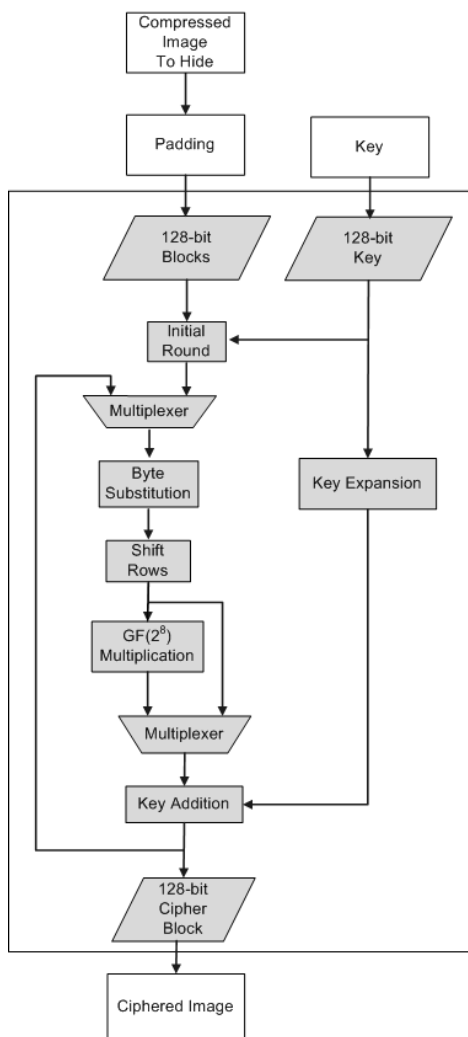 Compressed
Image
To Hide
Padding
Key
128-bit
Blocks
128-bit
Key
Initial
Round
Multiplexer
Byte
Substitution
Key Expansion
Shift
Rows
GF(2⁸)
Multiplication
Multiplexer
Key Addition
128-bit
Cipher
Block
Ciphered Image